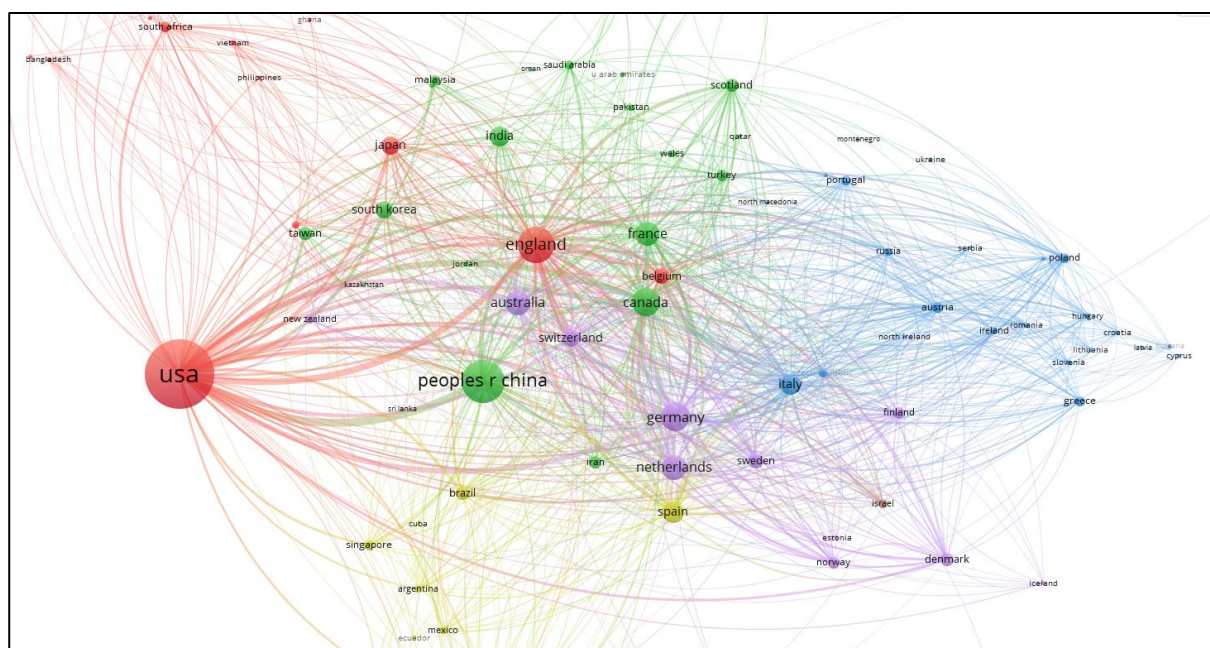 ghana
south africa
vietnam
bangladesh
philippines
oman
saudi arabia
u arab emirates
malaysia
scotland
pakistan
india
qatar
montenegro
japan
wales
ukraine
turkey
portugal
north macedonia
south korea
taiwan
england
france
russia
serbia
poland
jordan
belgium
kazakhstan
australia
canada
austria
new zealand
switzerland
north ireland
ireland
romania
hungary
croatia
lithuania
latvia
cyprus
slovenia
usa
peoples r china
italy
greece
sri lanka
germany
finland
iran
netherlands
sweden
brazil
spain
israel
cuba
singapore
estonia
norway
denmark
iceland
argentina
mexico
ecuador